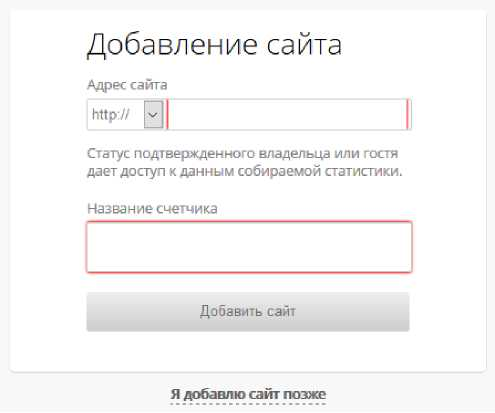 Добавление сайта
Адрес сайта
http://
Статус подтвержденного владельца или гостя
дает доступ к данным собираемой статистики.
Название счетчика
Добавить сайт
Я добавлю сайт позже